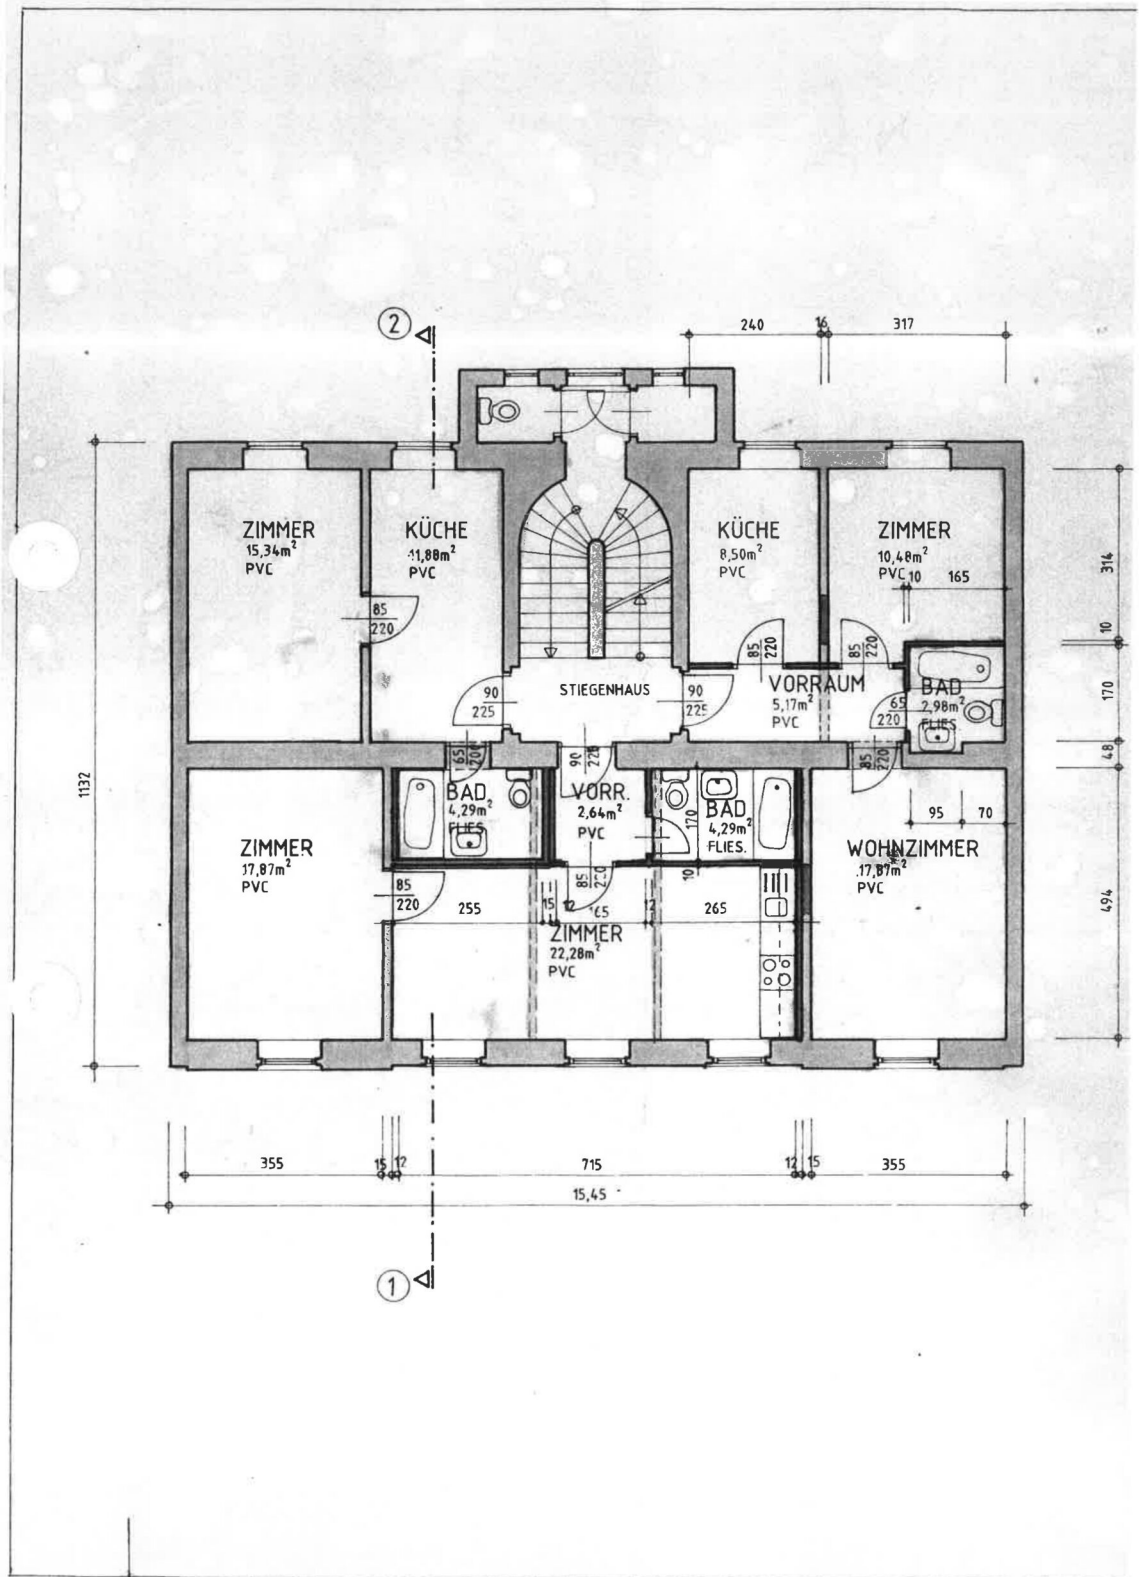 2
240
16
317
ZIMMER
15,34m²
PVC
KÜCHE
11,88m²
PVC
KÜCHE
8,50m²
PVC
ZIMMER
10,48m²
PVC
10
165
314
10
170
48
494
85
220
90
225
STIEGENHAUS
90
225
85
220
85
220
VORRAUM
5,17m²
PVC
65
220
BAD
2,98m²
FLIES
1132
65
200
90
85
220
BAD
4,29m²
FLIES
VORR.
2,64m²
PVC
170
BAD
4,29m²
FLIES.
95
70
ZIMMER
17,87m²
PVC
WOHNZIMMER
17,87m²
PVC
85
220
85
10
255
15
12
165
12
265
ZIMMER
22,28m²
PVC
355
15
12
715
12
15
355
15,45
1